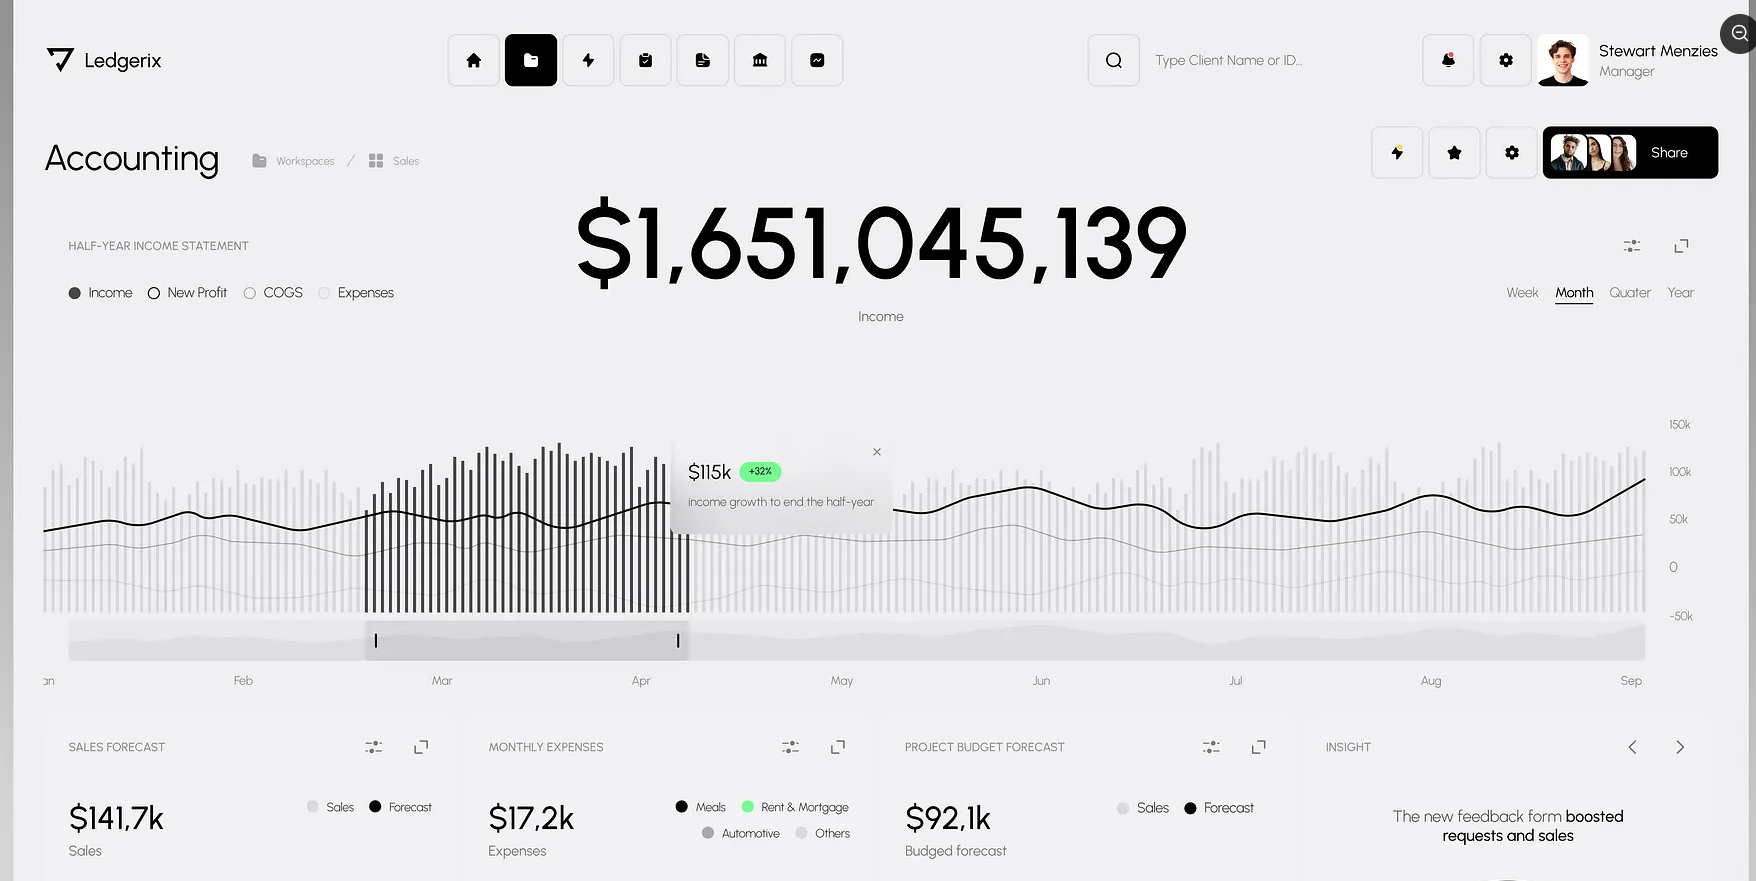 Ledgerix
Type Client Name or ID...
Stewart Menzies
Manager
Accounting
Workspaces / Sales
Share
$1,651,045,139
Income
HALF-YEAR INCOME STATEMENT
Income New Profit COGS Expenses
Week Month Quater Year
150k
100k
50k
0
-50k
$115k +32%
income growth to end the half-year
an Feb Mar Apr May Jun Jul Aug Sep
SALES FORECAST
$141,7k
Sales
Sales Forecast
MONTHLY EXPENSES
$17,2k
Expenses
Meals Rent & Mortgage
Automotive Others
PROJECT BUDGET FORECAST
$92,1k
Budged forecast
Sales Forecast
INSIGHT
The new feedback form boosted
requests and sales